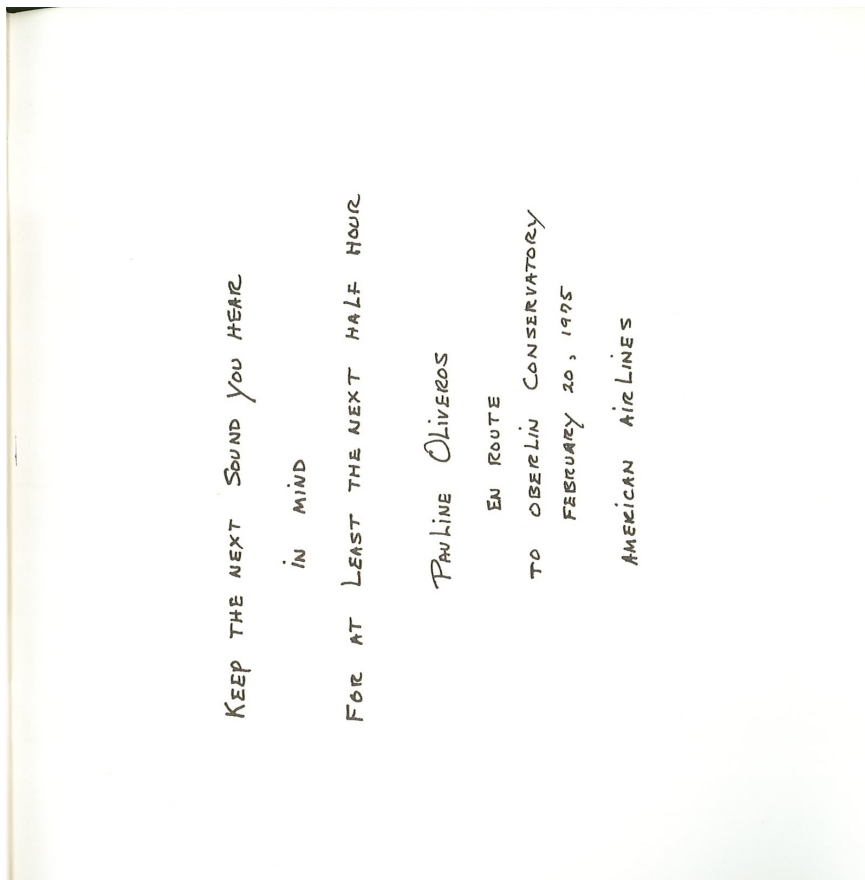 KEEP THE NEXT SOUND YOU HEAR
IN MIND
FOR AT LEAST THE NEXT HALF HOUR
PAULINE OLIVEROS
EN ROUTE
TO OBERLIN CONSERVATORY
FEBRUARY 20, 1975
AMERICAN AIRLINES